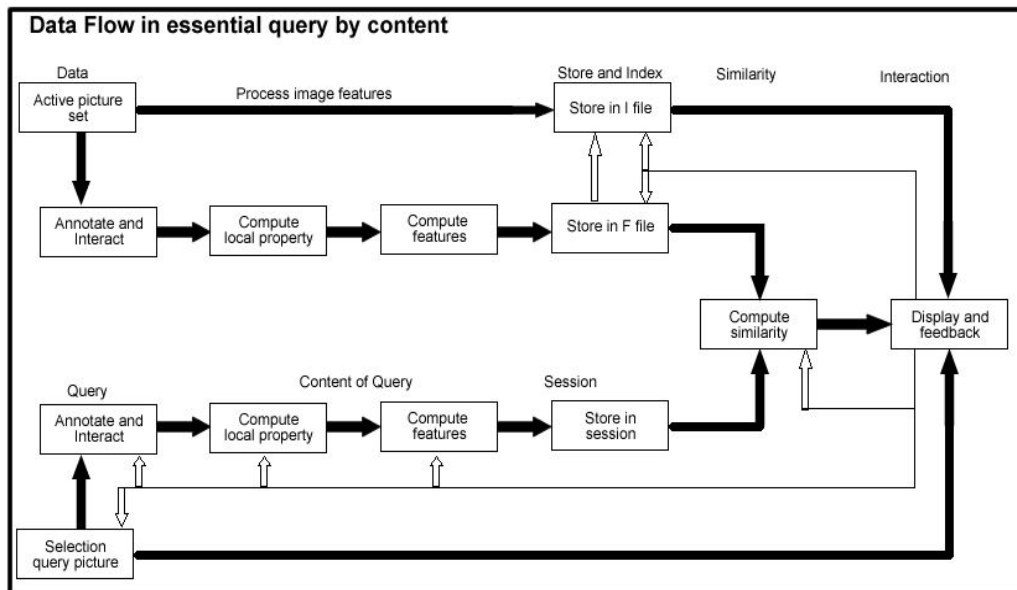 Data Flow in essential query by content
Data
Store and Index
Similarity
Interaction
Process image features
Active picture
set
Store in I file
Annotate and
Interact
Compute
local property
Compute
features
Store in F file
Compute
similarity
Display and
feedback
Query
Content of Query
Session
Annotate and
Interact
Compute
local property
Compute
features
Store in
session
Selection
query picture